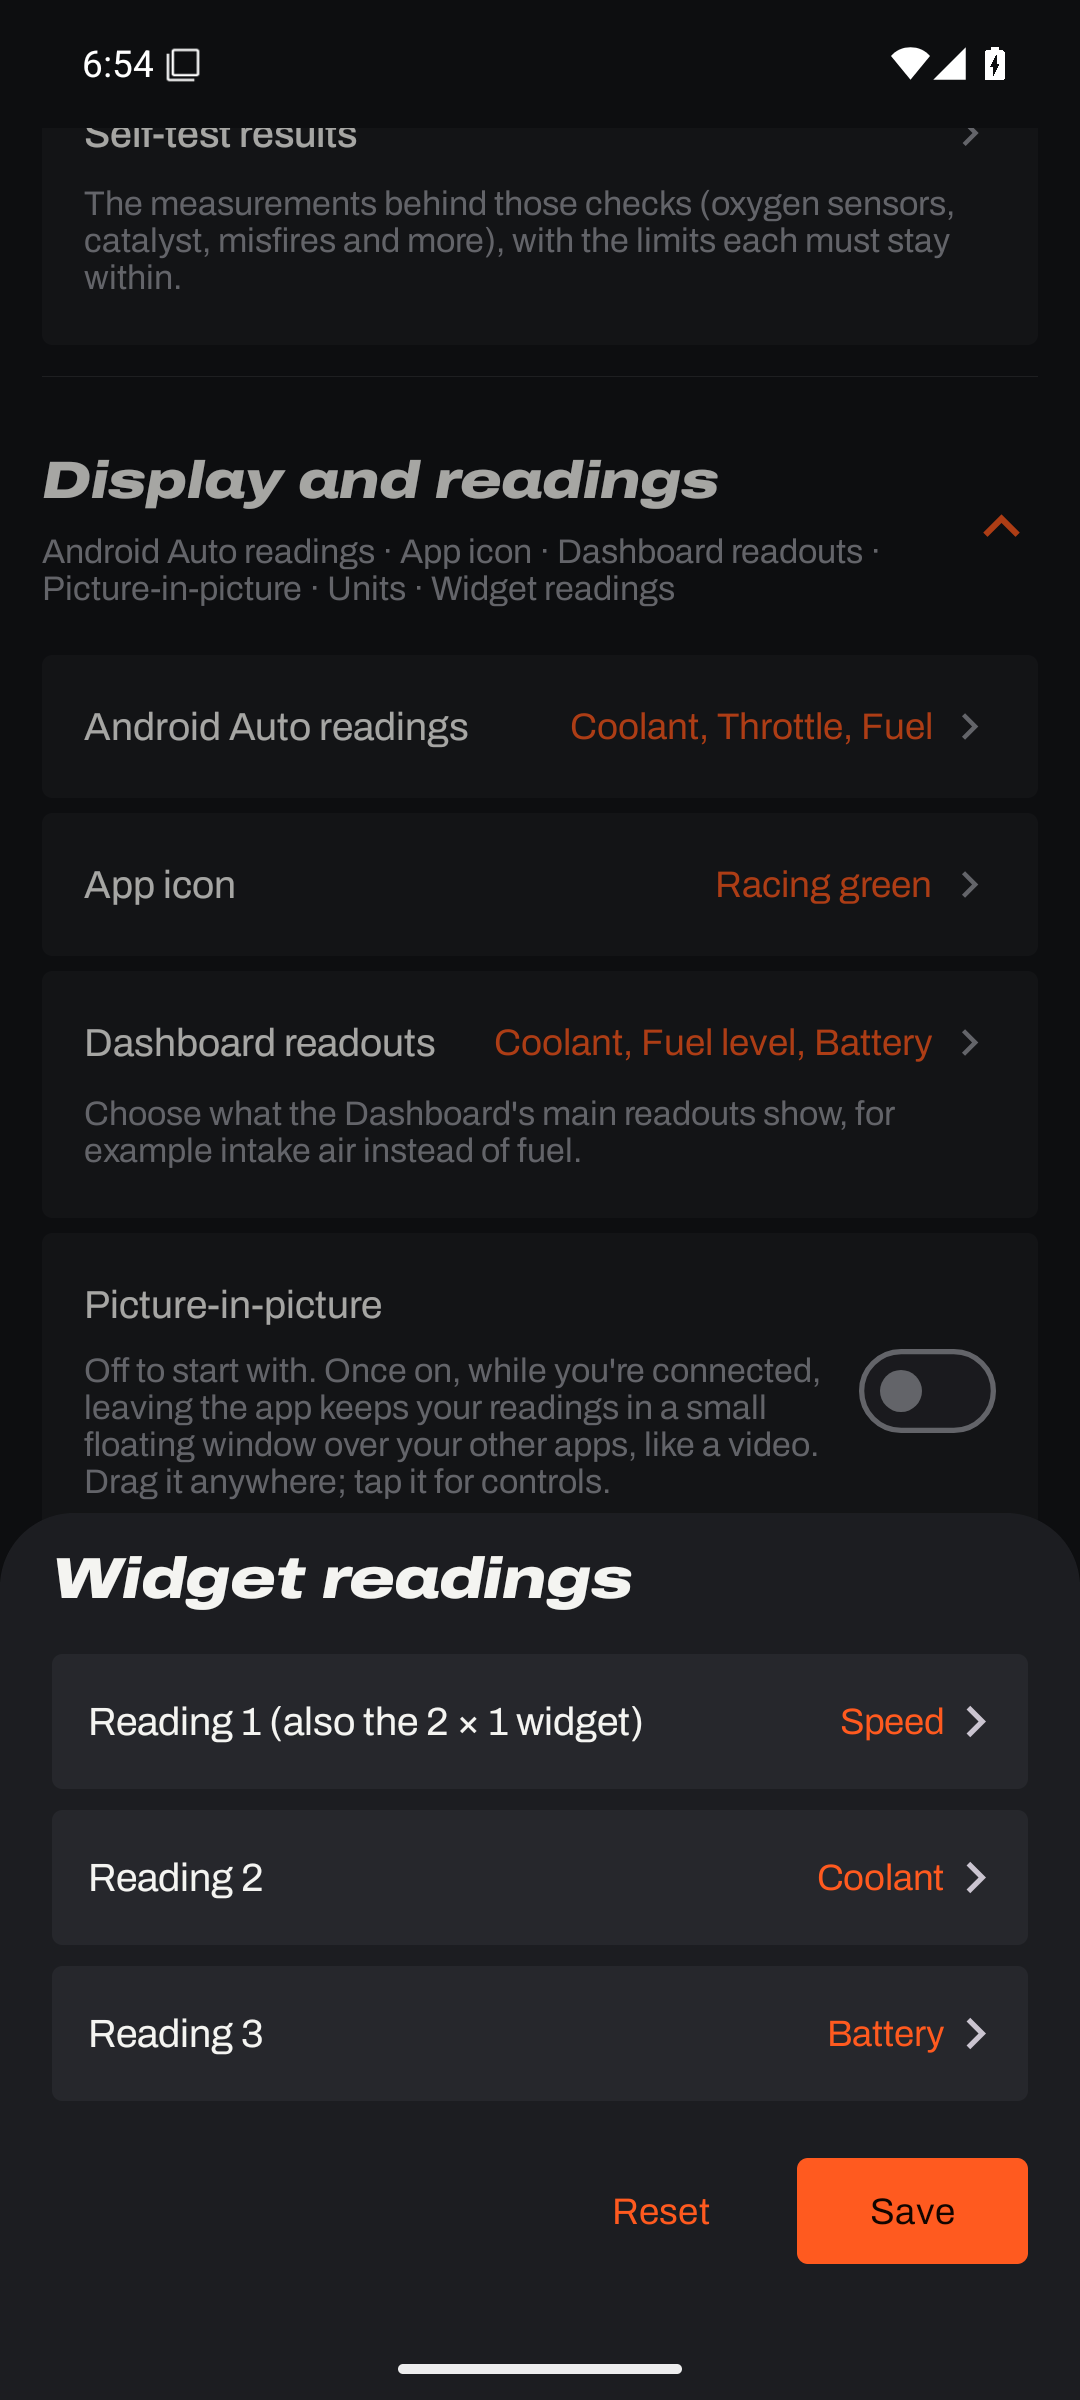 6:54
Self-test results
The measurements behind those checks (oxygen sensors,
catalyst, misfires and more), with the limits each must stay
within.
Display and readings
Android Auto readings · App icon · Dashboard readouts ·
Picture-in-picture · Units · Widget readings
Android Auto readings Coolant, Throttle, Fuel
App icon Racing green
Dashboard readouts Coolant, Fuel level, Battery
Choose what the Dashboard's main readouts show, for
example intake air instead of fuel.
Picture-in-picture
Off to start with. Once on, while you're connected,
leaving the app keeps your readings in a small
floating window over your other apps, like a video.
Drag it anywhere; tap it for controls.
Widget readings
Reading 1 (also the 2 × 1 widget) Speed
Reading 2 Coolant
Reading 3 Battery
Reset Save